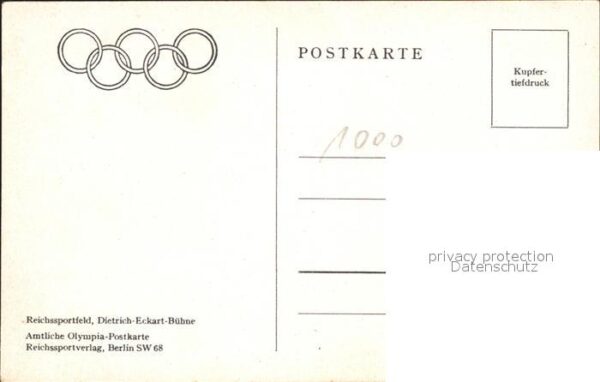 POSTKARTE
Kupfer-
tiefdruck
1000
privacy protection
Datenschutz
Reichssportfeld, Dietrich-Eckart-Bühne
Amtliche Olympia-Postkarte
Reichssportverlag, Berlin SW 68